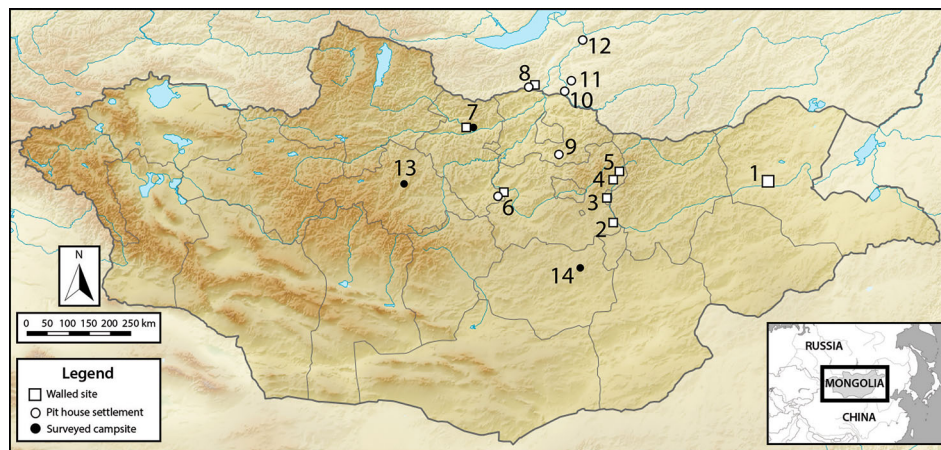 12
8
11
10
7
9
5
13
4
1
6
3
2
14
N
0 50 100 150 200 250 km
Legend
Walled site
Pit house settlement
Surveyed campsite
RUSSIA
MONGOLIA
CHINA